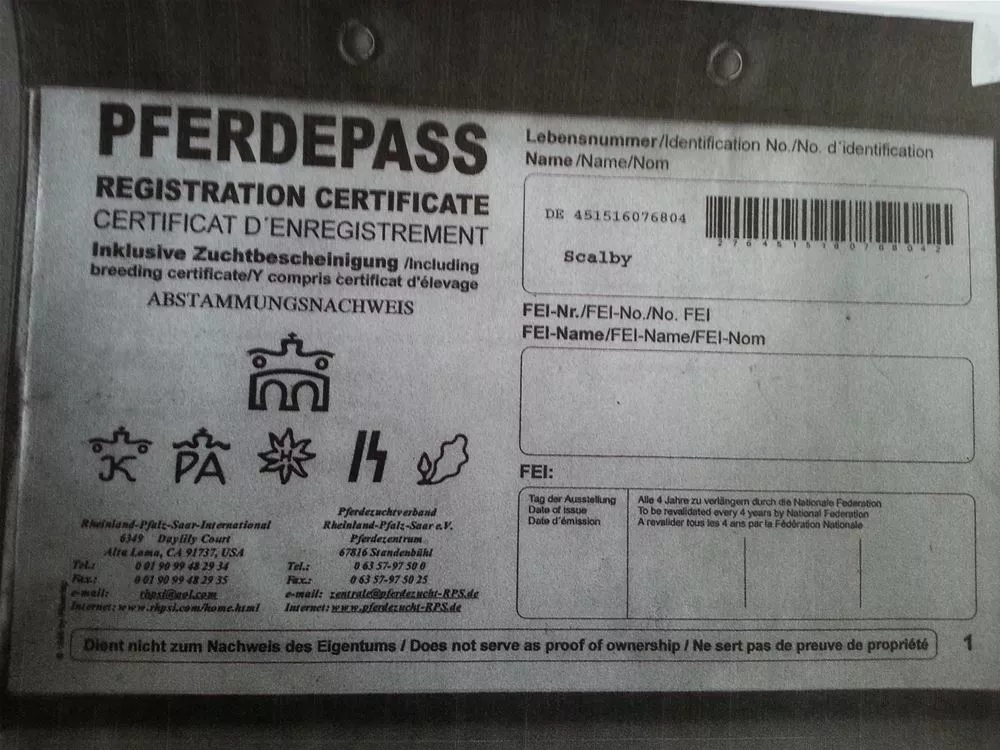 PFERDEPASS
REGISTRATION CERTIFICATE
CERTIFICAT D'ENREGISTREMENT
Inklusive Zuchtbescheinigung /Including
breeding certificate/Y compris certificat d'élevage
ABSTAMMUNGSNACHWEIS
K
PA
H
Rheinland-Pfalz-Saar-International
6349 Daylily Court
Alta Loma, CA 91737, USA
Tel.: 0 01 90 99 48 29 34
Fax.: 0 01 90 99 48 29 35
e-mail: rhpsi@aol.com
Internet: www.rhpsi.com/home.html
Pferdezuchtverband
Rheinland-Pfalz-Saar e.V.
Pferdezentrum
67816 Standenbühl
Tel.: 0 63 57-97 50 0
Fax.: 0 63 57-97 50 25
e-mail: zentrale@pferdezucht-RPS.de
Internet: www.pferdezucht-RPS.de
Lebensnummer/Identification No./No. d'identification
Name /Name/Nom
DE 451516076804
276451516076804 2
Scalby
FEI-Nr./FEI-No./No. FEI
FEI-Name/FEI-Name/FEI-Nom
FEI:
Tag der Ausstellung
Date of Issue
Date d'émission
Alle 4 Jahre zu verlängern durch die Nationale Federation
To be revalidated every 4 years by National Federation
A revalider tous les 4 ans par la Fédération Nationale
Dient nicht zum Nachweis des Eigentums / Does not serve as proof of ownership / Ne sert pas de preuve de propriété
1